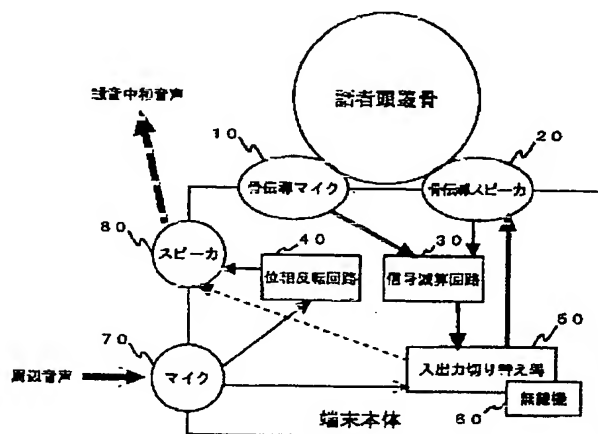 話者頭蓋骨
騒音中和音声
10
20
骨伝導マイク
骨伝導スピーカ
80
スピーカ
40
位相反転回路
30
信号減算回路
70
マイク
周辺音声
50
入出力切り替え器
無線機
60
端末本体